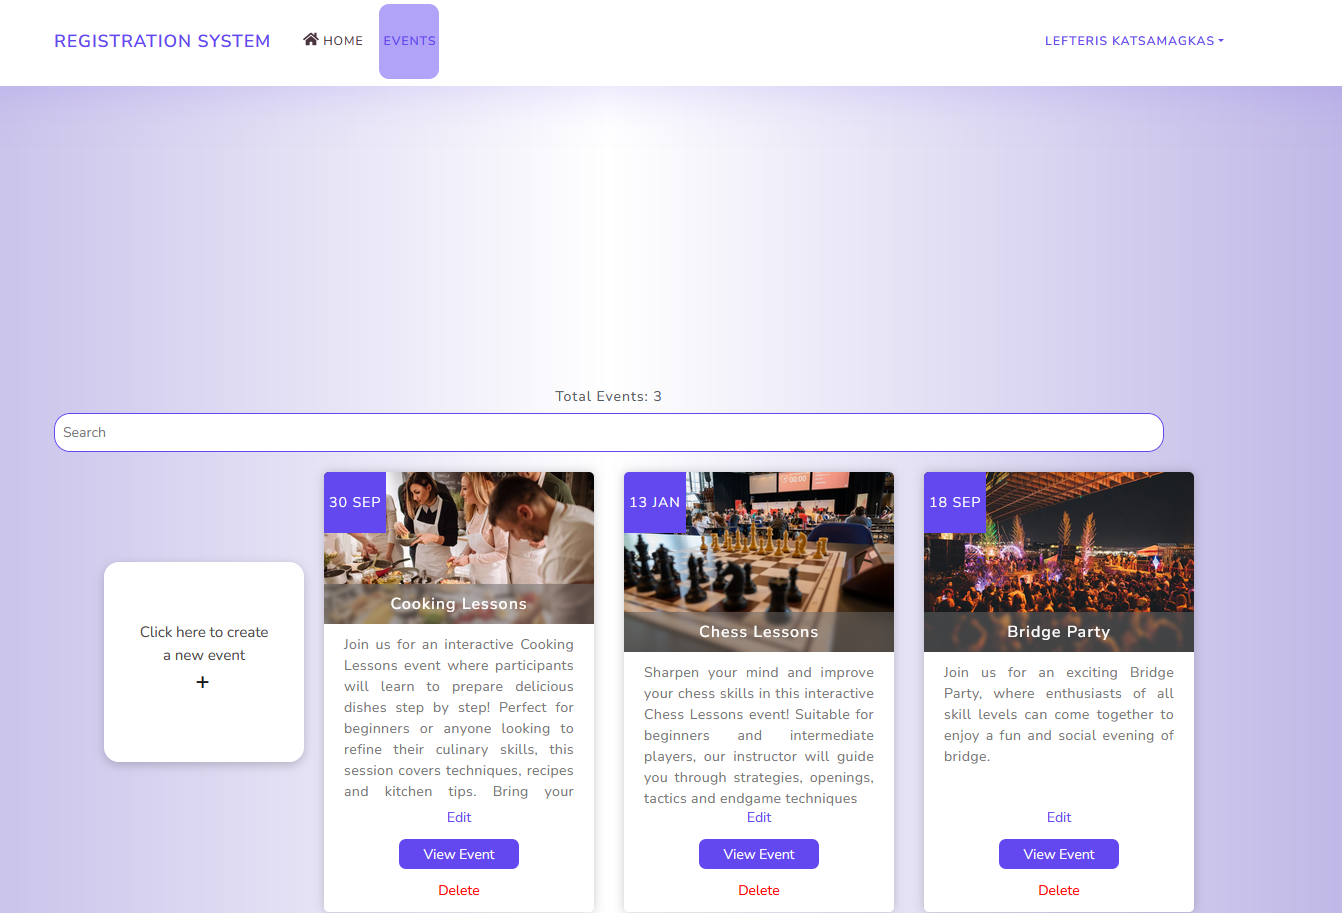 REGISTRATION SYSTEM
HOME
EVENTS
LEFTERIS KATSAMAGKAS
Total Events: 3
Search
Click here to create
a new event
+
30 SEP
Cooking Lessons
Join us for an interactive Cooking
Lessons event where participants
will learn to prepare delicious
dishes step by step! Perfect for
beginners or anyone looking to
refine their culinary skills, this
session covers techniques, recipes
and kitchen tips. Bring your
Edit
View Event
Delete
13 JAN
Chess Lessons
Sharpen your mind and improve
your chess skills in this interactive
Chess Lessons event! Suitable for
beginners and intermediate
players, our instructor will guide
you through strategies, openings,
tactics and endgame techniques
Edit
View Event
Delete
18 SEP
Bridge Party
Join us for an exciting Bridge
Party, where enthusiasts of all
skill levels can come together to
enjoy a fun and social evening of
bridge.
Edit
View Event
Delete